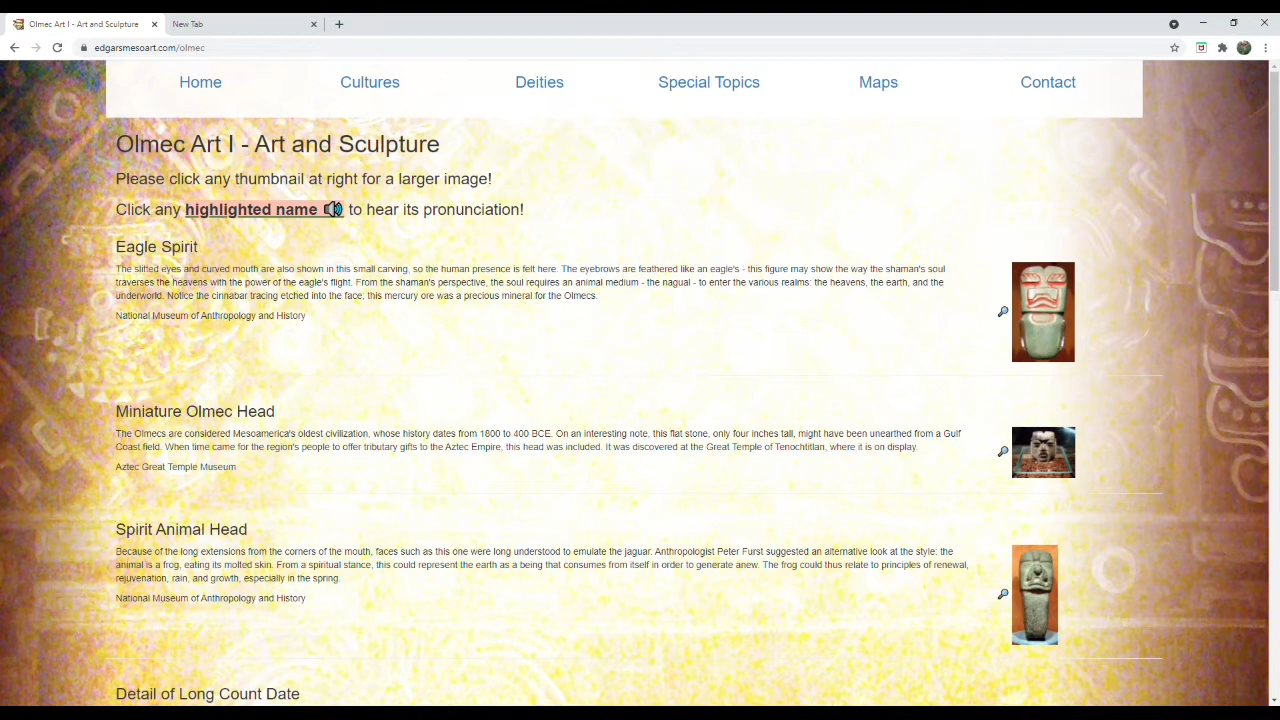 Olmec Art I - Art and Sculpture
New Tab
edgarsmesoart.com/olmec
Home Cultures Deities Special Topics Maps Contact
Olmec Art I - Art and Sculpture
Please click any thumbnail at right for a larger image!
Click any highlighted name to hear its pronunciation!
Eagle Spirit
The slitted eyes and curved mouth are also shown in this small carving, so the human presence is felt here. The eyebrows are feathered like an eagle's - this figure may show the way the shaman's soul
traverses the heavens with the power of the eagle's flight. From the shaman's perspective, the soul requires an animal medium - the nagual - to enter the various realms: the heavens, the earth, and the
underworld. Notice the cinnabar tracing etched into the face; this mercury ore was a precious mineral for the Olmecs.
National Museum of Anthropology and History
Miniature Olmec Head
The Olmecs are considered Mesoamerica's oldest civilization, whose history dates from 1800 to 400 BCE. On an interesting note, this flat stone, only four inches tall, might have been unearthed from a Gulf
Coast field. When time came for the region's people to offer tributary gifts to the Aztec Empire, this head was included. It was discovered at the Great Temple of Tenochtitlan, where it is on display.
Aztec Great Temple Museum
Spirit Animal Head
Because of the long extensions from the corners of the mouth, faces such as this one were long understood to emulate the jaguar. Anthropologist Peter Furst suggested an alternative look at the style: the
animal is a frog, eating its molted skin. From a spiritual stance, this could represent the earth as a being that consumes from itself in order to generate anew. The frog could thus relate to principles of renewal,
rejuvenation, rain, and growth, especially in the spring.
National Museum of Anthropology and History
Detail of Long Count Date